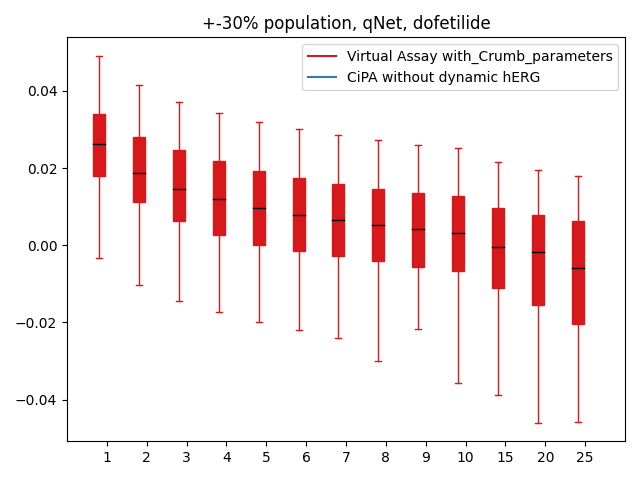 +-30% population, qNet, dofetilide
Virtual Assay with_Crumb_parameters
CiPA without dynamic hERG
0.04
0.02
0.00
−0.02
−0.04
1 2 3 4 5 6 7 8 9 10 15 20 25